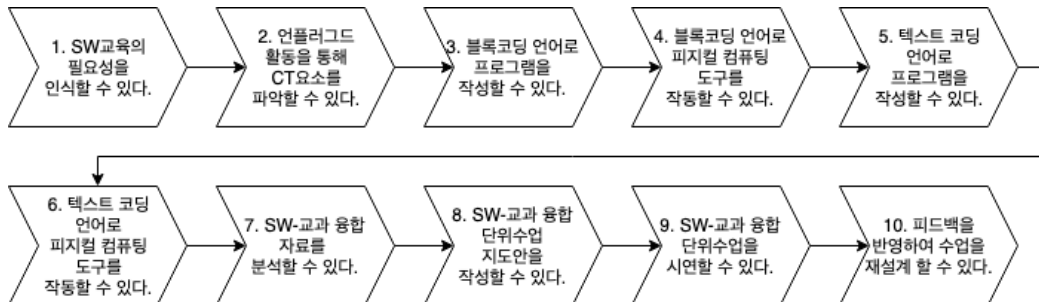 1. SW교육의
필요성을
인식할 수 있다.
2. 언플러그드
활동을 통해
CT요소를
파악할 수 있다.
3. 블록코딩 언어로
프로그램을
작성할 수 있다.
4. 블록코딩 언어로
피지컬 컴퓨팅
도구를
작동할 수 있다.
5. 텍스트 코딩
언어로
프로그램을
작성할 수 있다.
6. 텍스트 코딩
언어로
피지컬 컴퓨팅
도구를
작동할 수 있다.
7. SW-교과 융합
자료를
분석할 수 있다.
8. SW-교과 융합
단위수업
지도안을
작성할 수 있다.
9. SW-교과 융합
단위수업을
시연할 수 있다.
10. 피드백을
반영하여 수업을
재설계 할 수 있다.